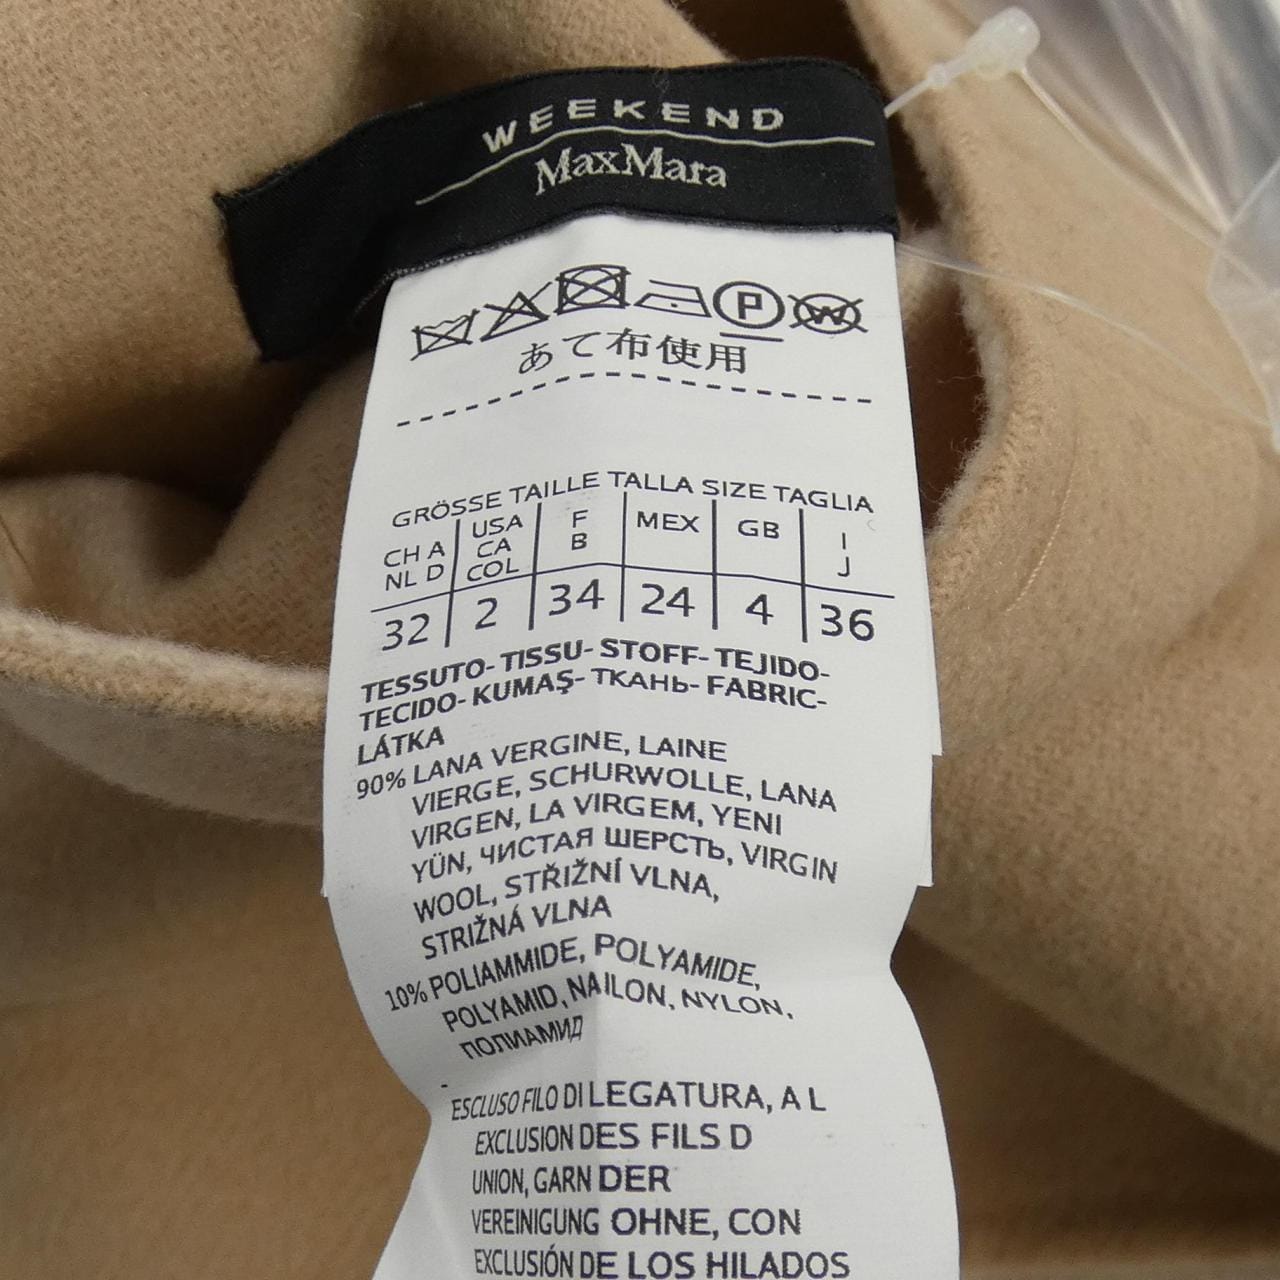 WEEKEND
MaxMara
P W
あて布使用
GRÖSSE TAILLE TALLA SIZE TAGLIA
CH A NL D USA CA COL F B MEX GB I J
32 2 34 24 4 36
TESSUTO- TISSU- STOFF- TEJIDO-
TECIDO- KUMAŞ- ТКАНЬ- FABRIC-
LÁTKA
90% LANA VERGINE, LAINE
VIERGE, SCHURWOLLE, LANA
VIRGEN, LA VIRGEM, YENI
YÜN, ЧИСТАЯ ШЕРСТЬ, VIRGIN
WOOL, STŘIŽNÍ VLNA,
STRIŽNÁ VLNA
10% POLIAMMIDE, POLYAMIDE,
POLYAMID, NAILON, NYLON,
ПОЛИАМИД
-
ESCLUSO FILO DI LEGATURA, A L
EXCLUSION DES FILS D
UNION, GARN DER
VEREINIGUNG OHNE, CON
EXCLUSIÓN DE LOS HILADOS